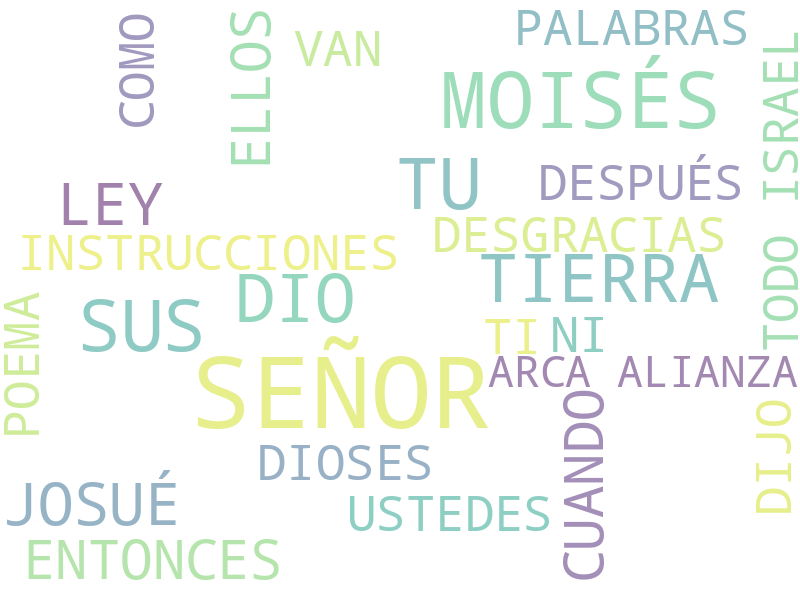 COMO
ELLOS
VAN
PALABRAS
MOISÉS
TODO ISRAEL
LEY
TU
DESPUÉS
INSTRUCCIONES
DESGRACIAS
SUS
DIO
TIERRA
POEMA
TI
NI
SEÑOR
ARCA ALIANZA
CUANDO
DIJO
DIOSES
JOSUÉ
USTEDES
ENTONCES